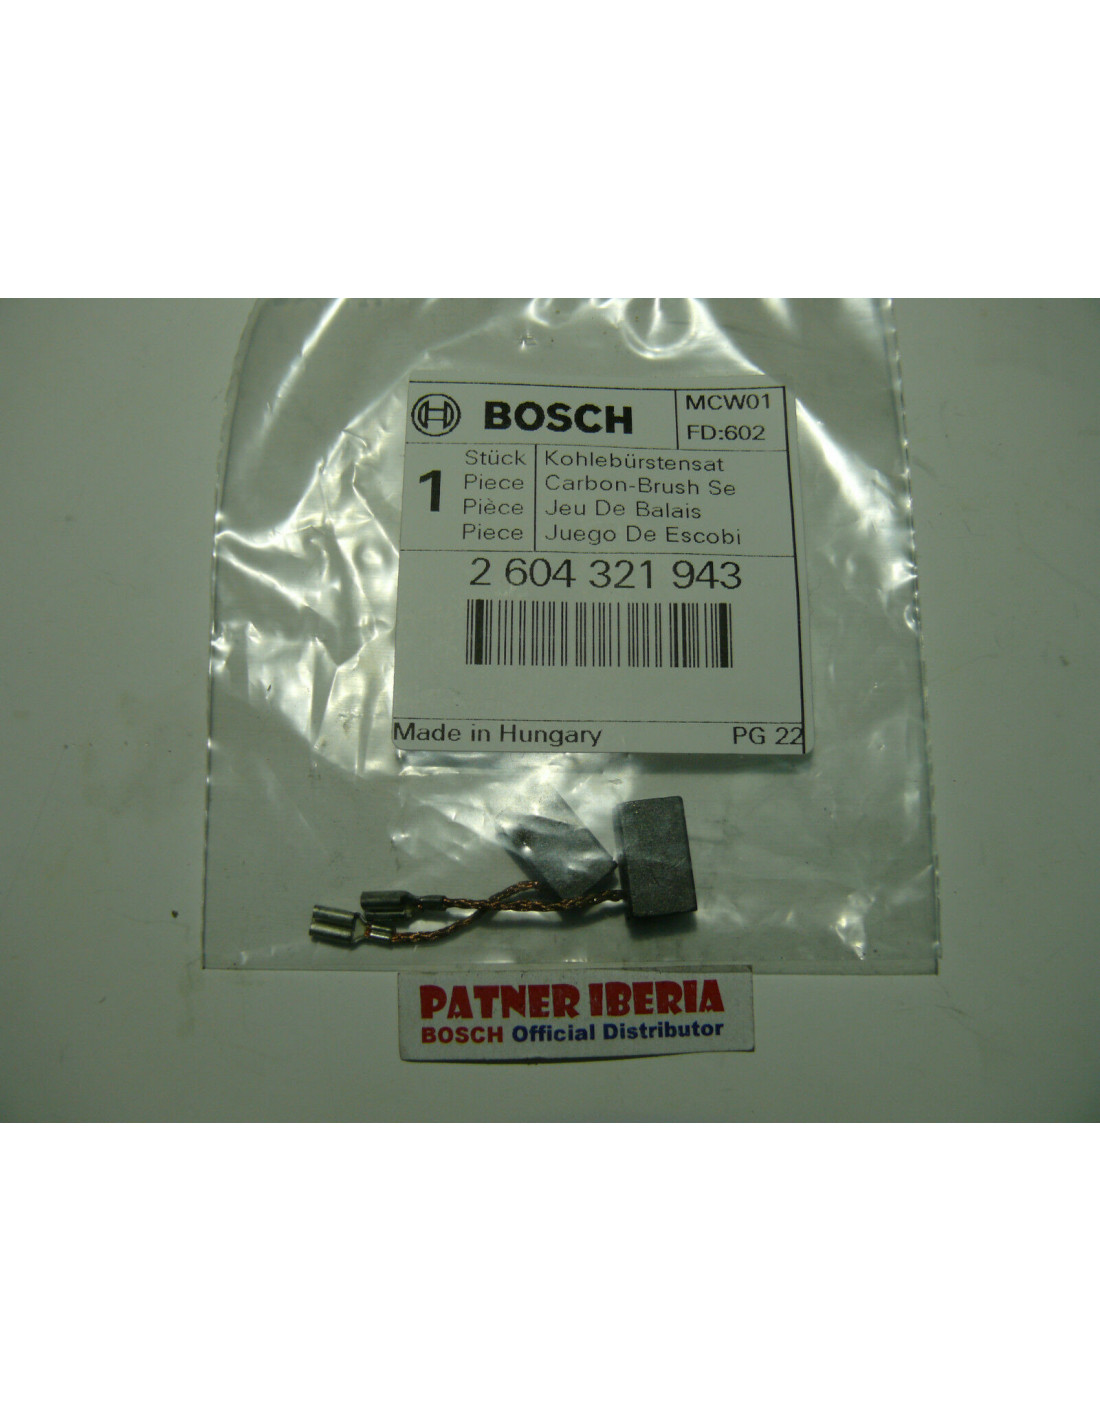 BOSCH
MCW01
FD:602
1
Stück
Piece
Pièce
Piece
Kohlebürstensat
Carbon-Brush Se
Jeu De Balais
Juego De Escobi
2 604 321 943
Made in Hungary
PG 22
PATNER IBERIA
BOSCH Official Distributor